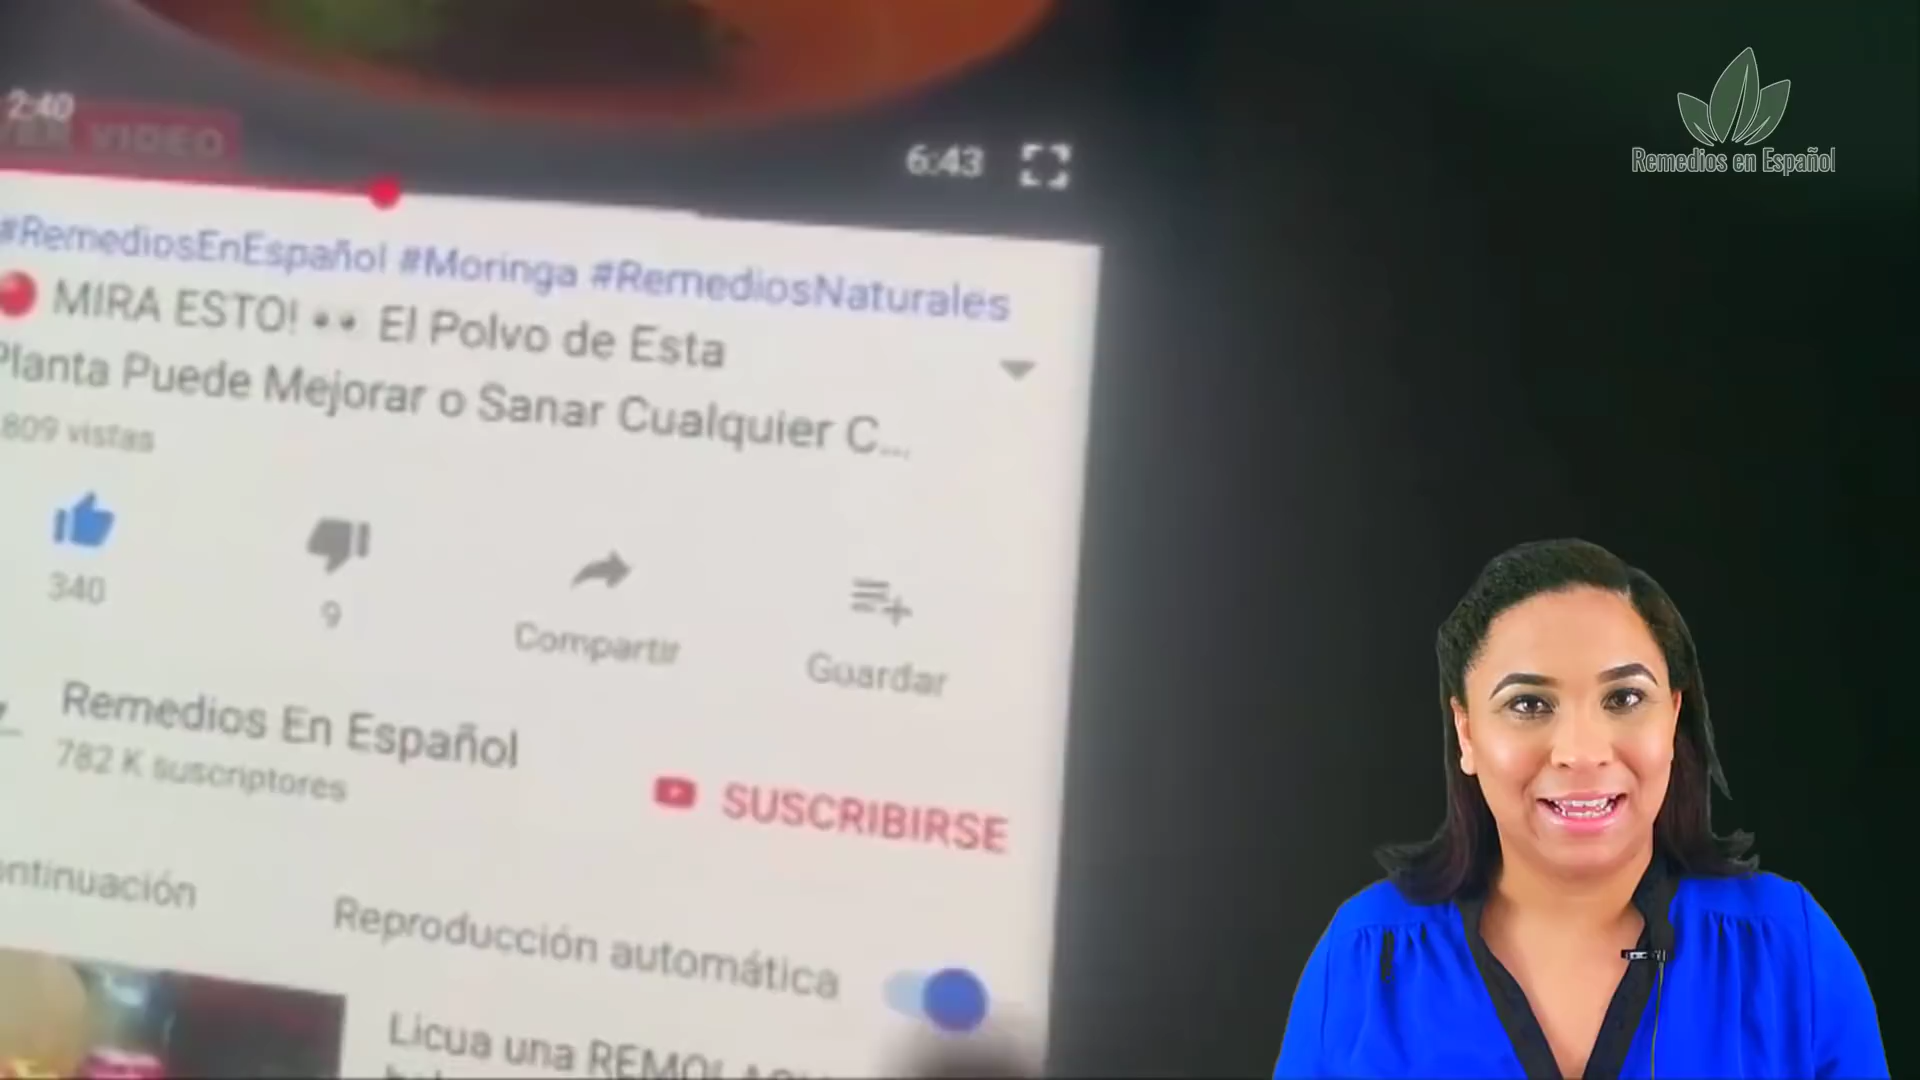 2:40
VIDEO
6:43
Remedios en Español
#RemediosEnEspañol #Moringa #RemediosNaturales
MIRA ESTO! 👀 El Polvo de Esta
Planta Puede Mejorar o Sanar Cualquier C...
809 vistas
340
9
Compartir
Guardar
Remedios En Español
782 K suscriptores
SUSCRIBIRSE
Reproducción automática
Licua una